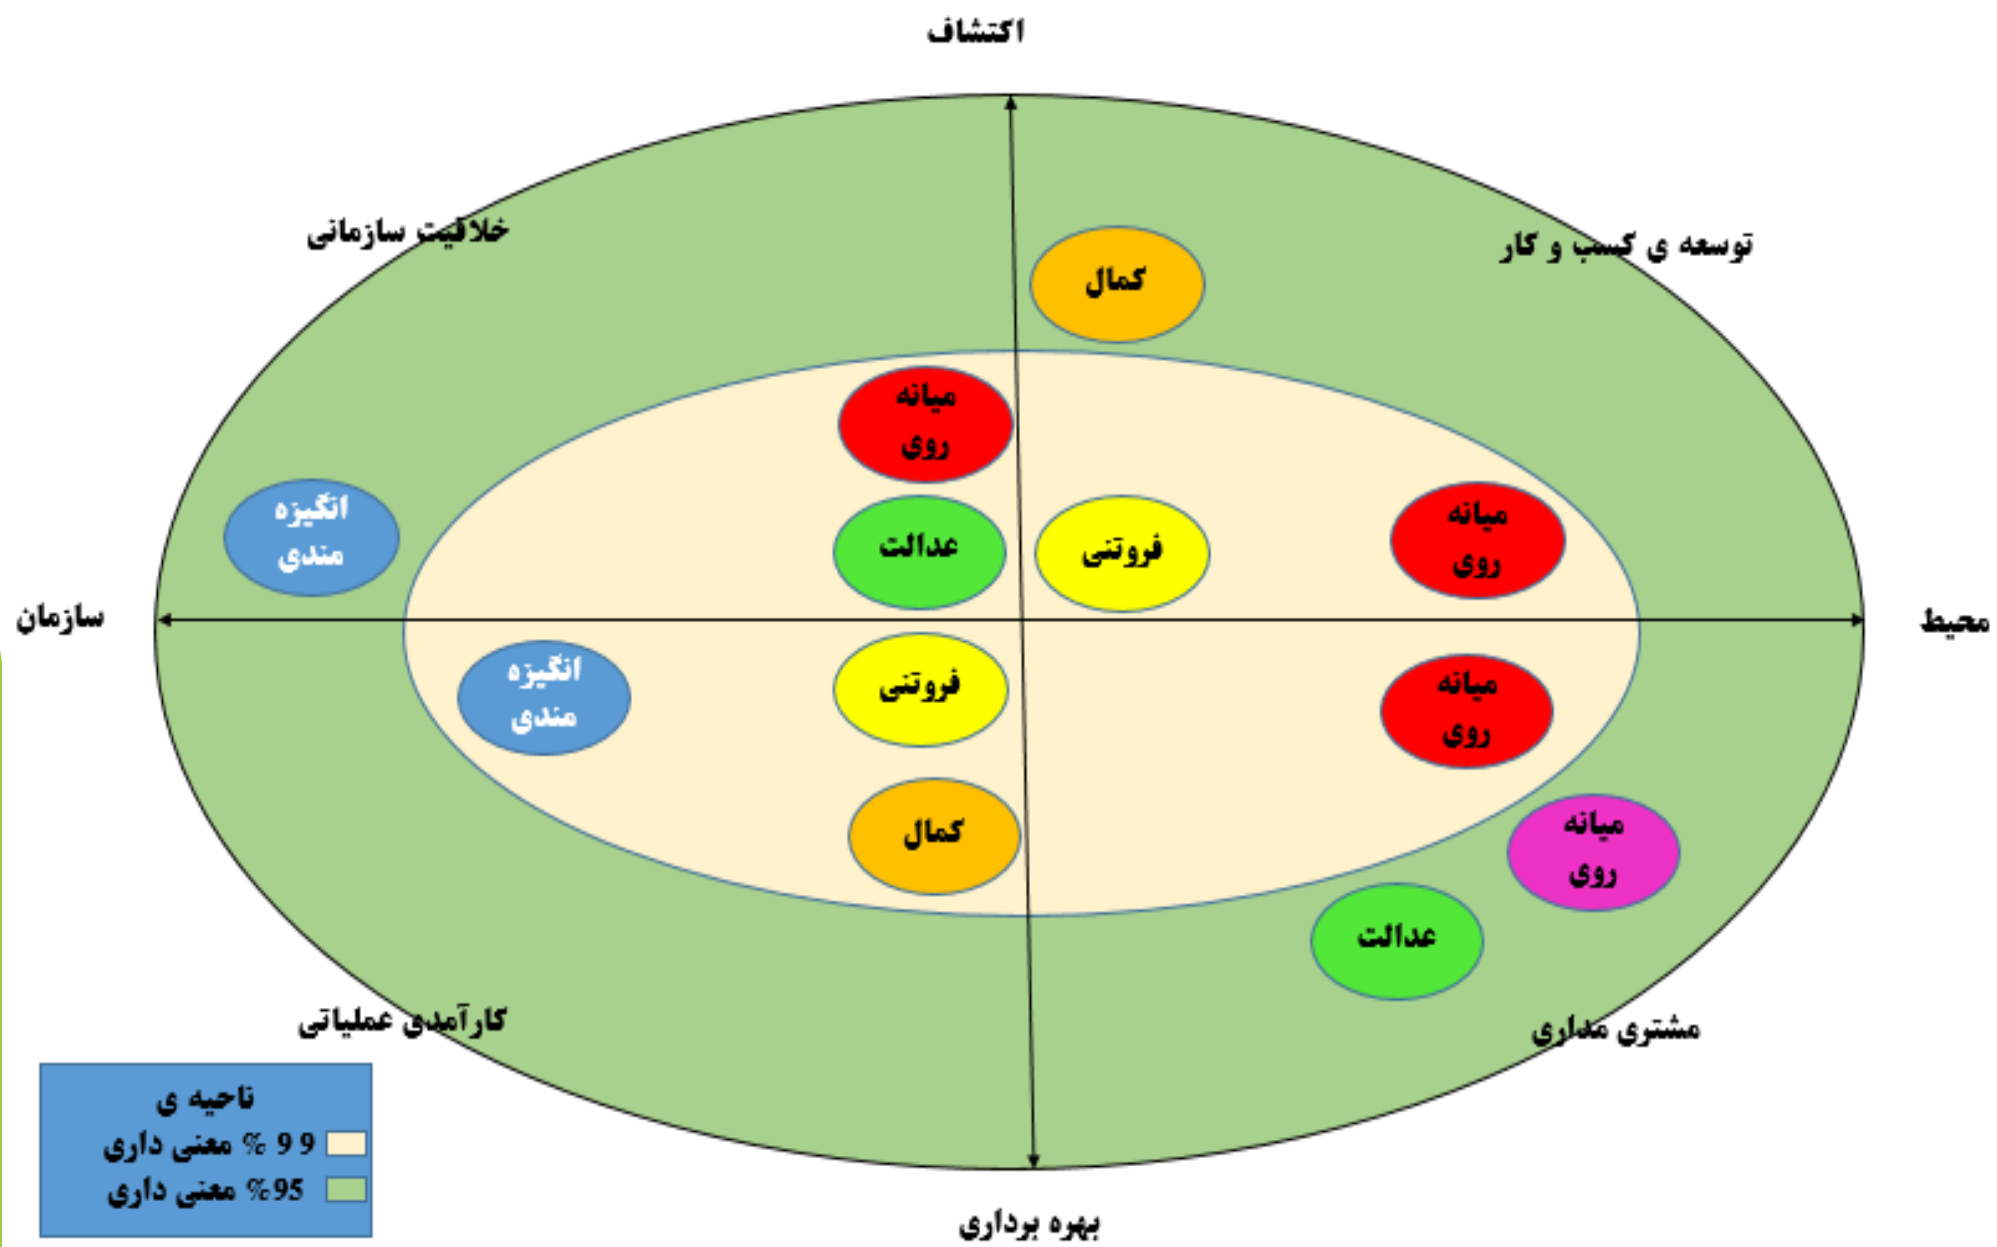 اکتشاف
خلاقیت سازمانی
توسعه ی کسب و کار
کمال
میانه
روی
انگیزه
مندی
عدالت
فروتنی
میانه
روی
سازمان
محیط
انگیزه
مندی
فروتنی
میانه
روی
کمال
میانه
روی
عدالت
کارآمدی عملیاتی
مشتری مداری
ناحیه ی
9 9 % معنی داری
95% معنی داری
بهره برداری